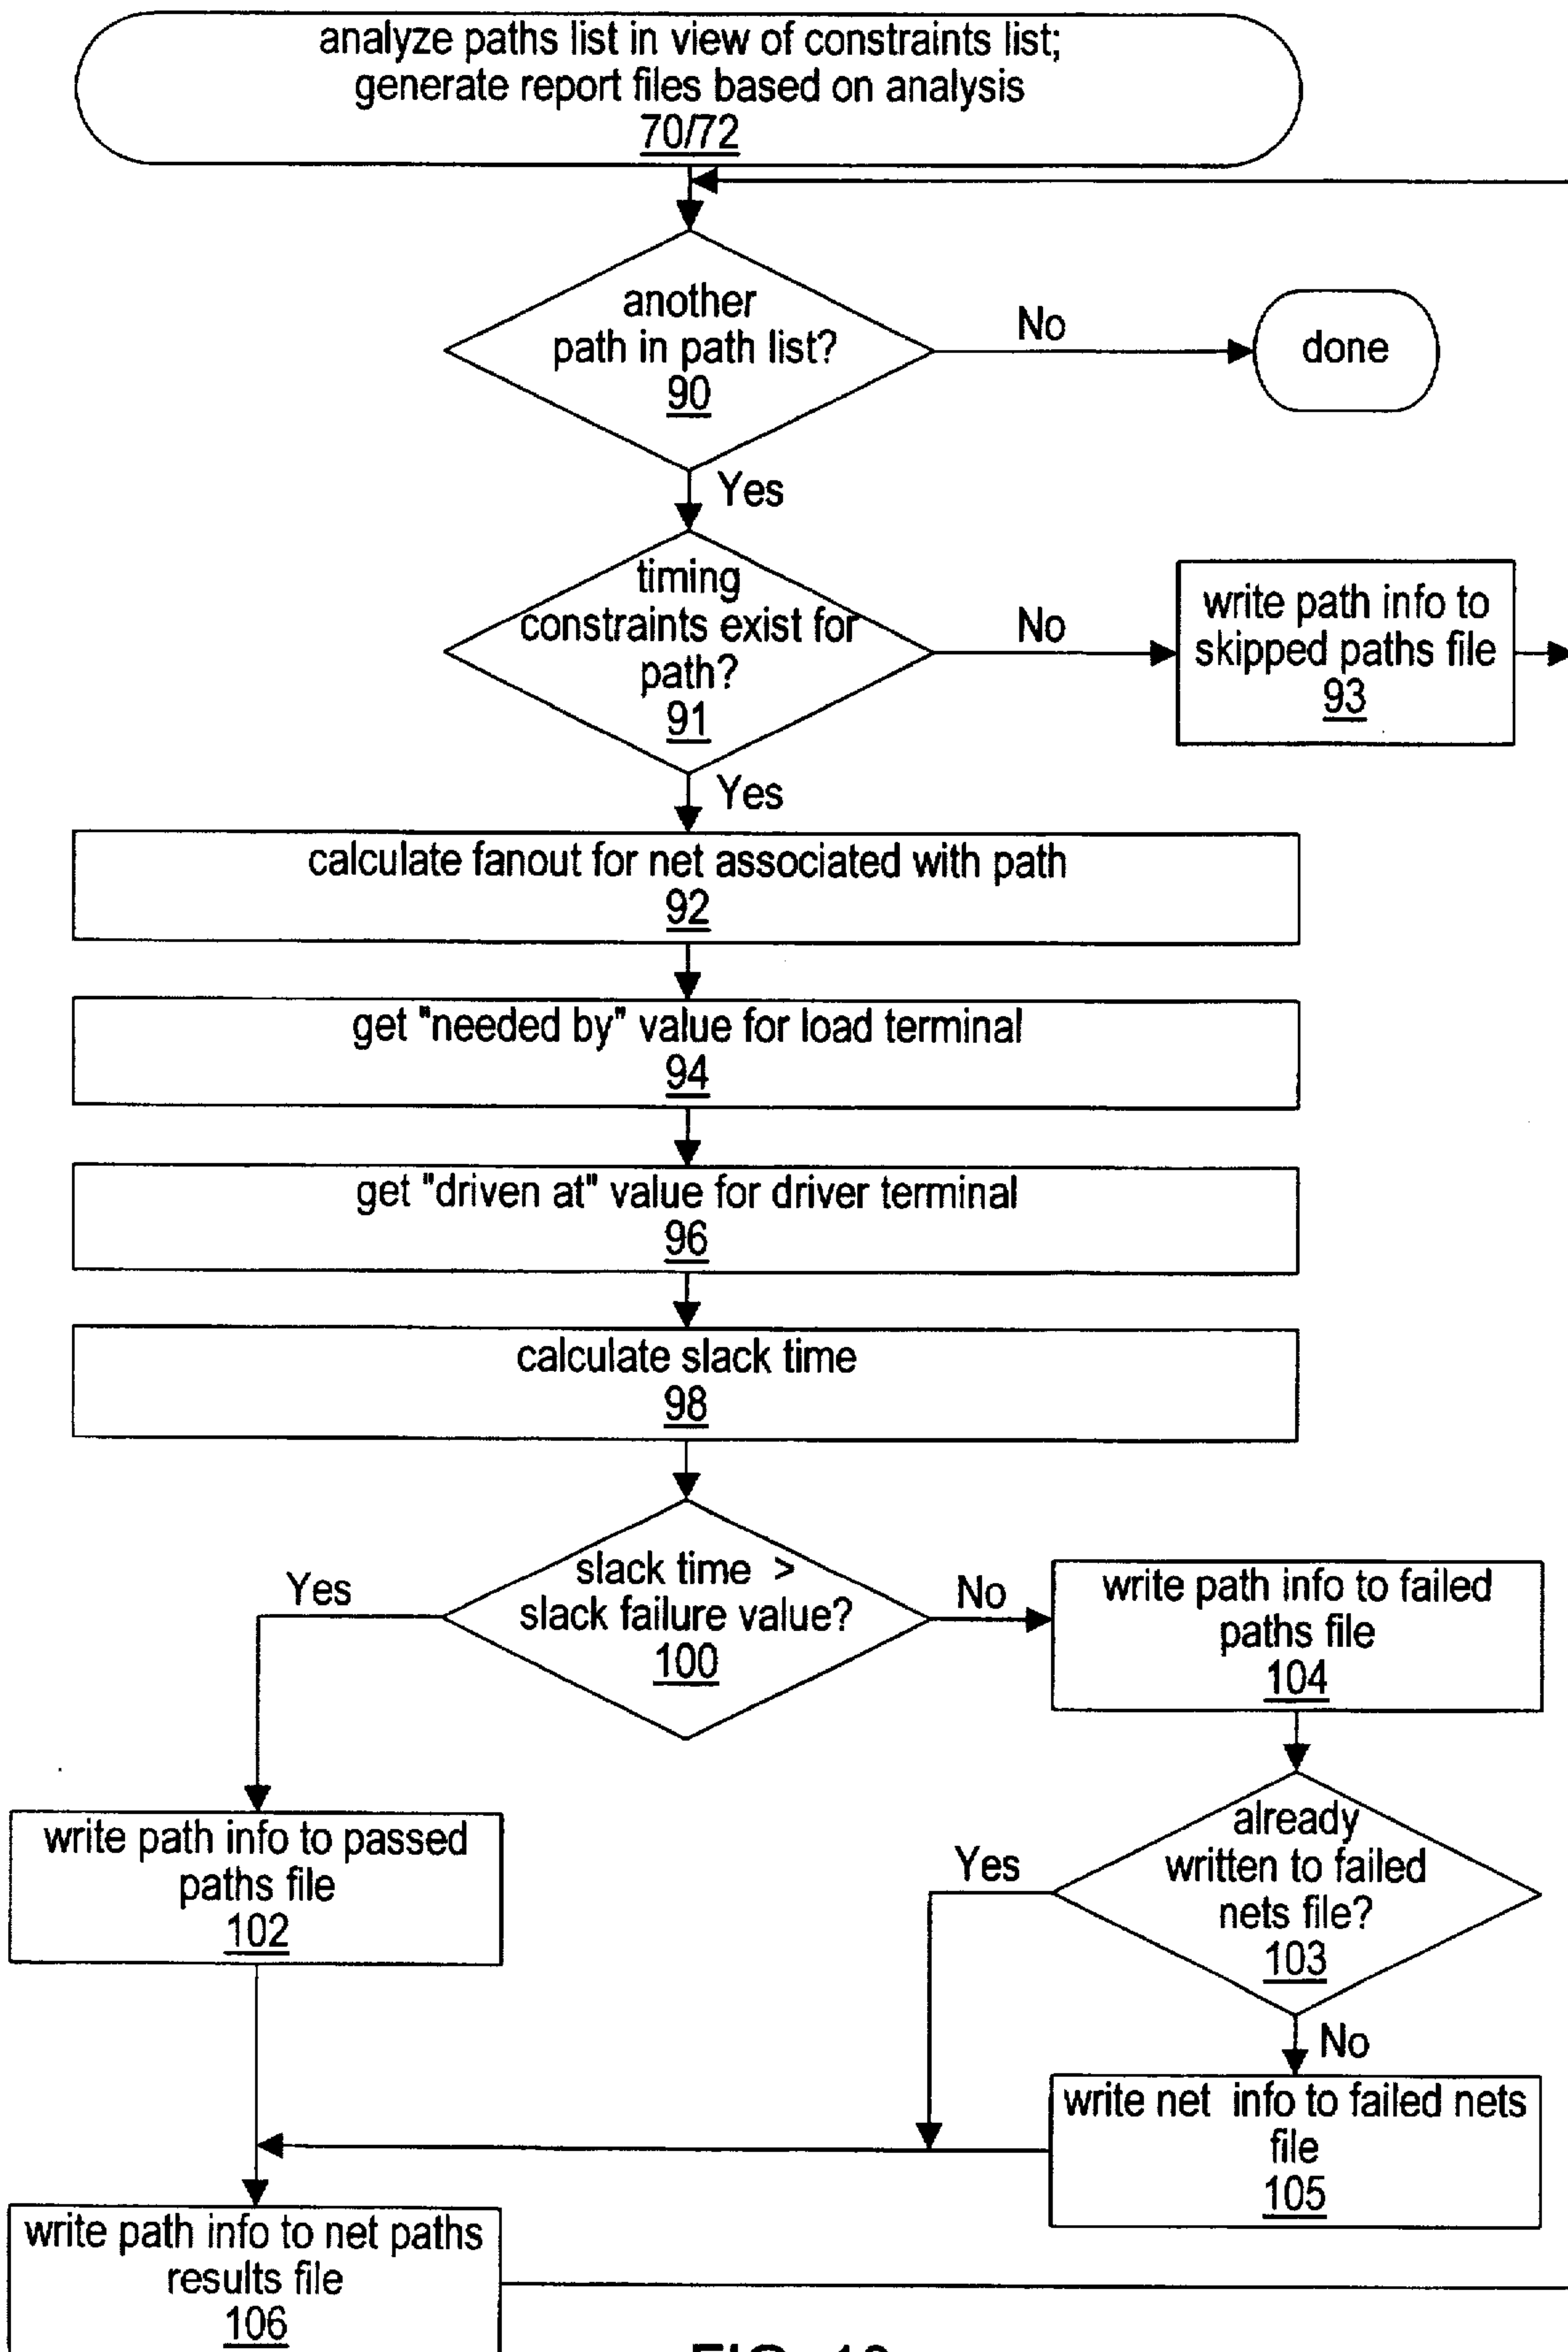 analyze paths list in view of constraints list;
generate report files based on analysis
70/72
another
path in path list?
90
No
done
Yes
timing
constraints exist for
path?
91
No
write path info to
skipped paths file
93
Yes
calculate fanout for net associated with path
92
get "needed by" value for load terminal
94
get "driven at" value for driver terminal
96
calculate slack time
98
slack time >
slack failure value?
100
Yes
No
write path info to failed
paths file
104
write path info to passed
paths file
102
already
written to failed
nets file?
103
Yes
No
write net info to failed nets
file
105
write path info to net paths
results file
106